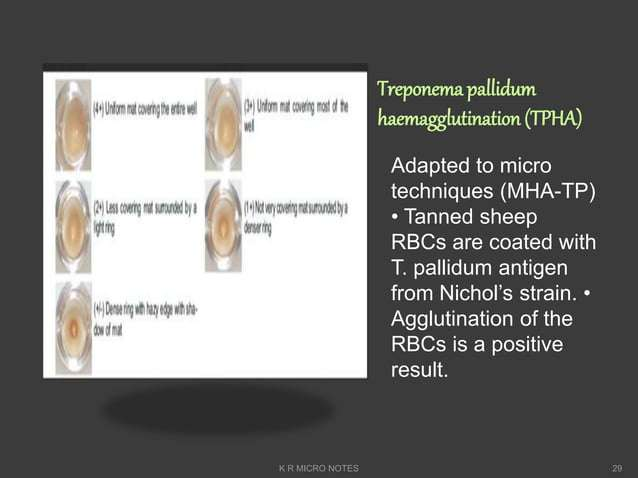 (4+) Uniform mat covering the entire well
(3+) Uniform mat covering most of the
well
(2+) Less covering mat surrounded by a
light ring
(1+) Not very covering mat surrounded by a
denser ring
(+/-) Dense ring with hazy edge with sha-
dow of mat
Treponema pallidum
haemagglutination (TPHA)
Adapted to micro
techniques (MHA-TP)
• Tanned sheep
RBCs are coated with
T. pallidum antigen
from Nichol’s strain. •
Agglutination of the
RBCs is a positive
result.
K R MICRO NOTES
29